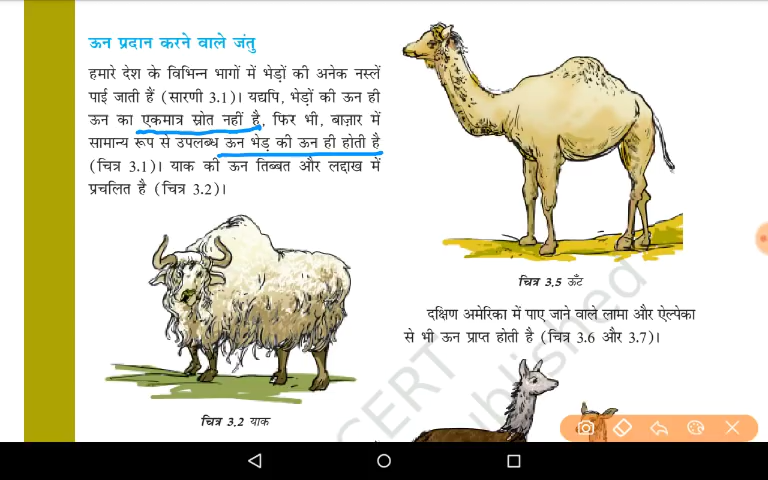 ऊन प्रदान करने वाले जंतु
हमारे देश के विभिन्न भागों में भेड़ों की अनेक नस्लें
पाई जाती हैं (सारणी 3.1)। यद्यपि, भेड़ों की ऊन ही
ऊन का एकमात्र स्रोत नहीं है, फिर भी, बाज़ार में
सामान्य रूप से उपलब्ध ऊन भेड़ की ऊन ही होती है
(चित्र 3.1)। याक की ऊन तिब्बत और लद्दाख में
प्रचलित है (चित्र 3.2)।
चित्र 3.2 याक
चित्र 3.5 ऊँट
दक्षिण अमेरिका में पाए जाने वाले लामा और ऐल्पेका
से भी ऊन प्राप्त होती है (चित्र 3.6 और 3.7)।